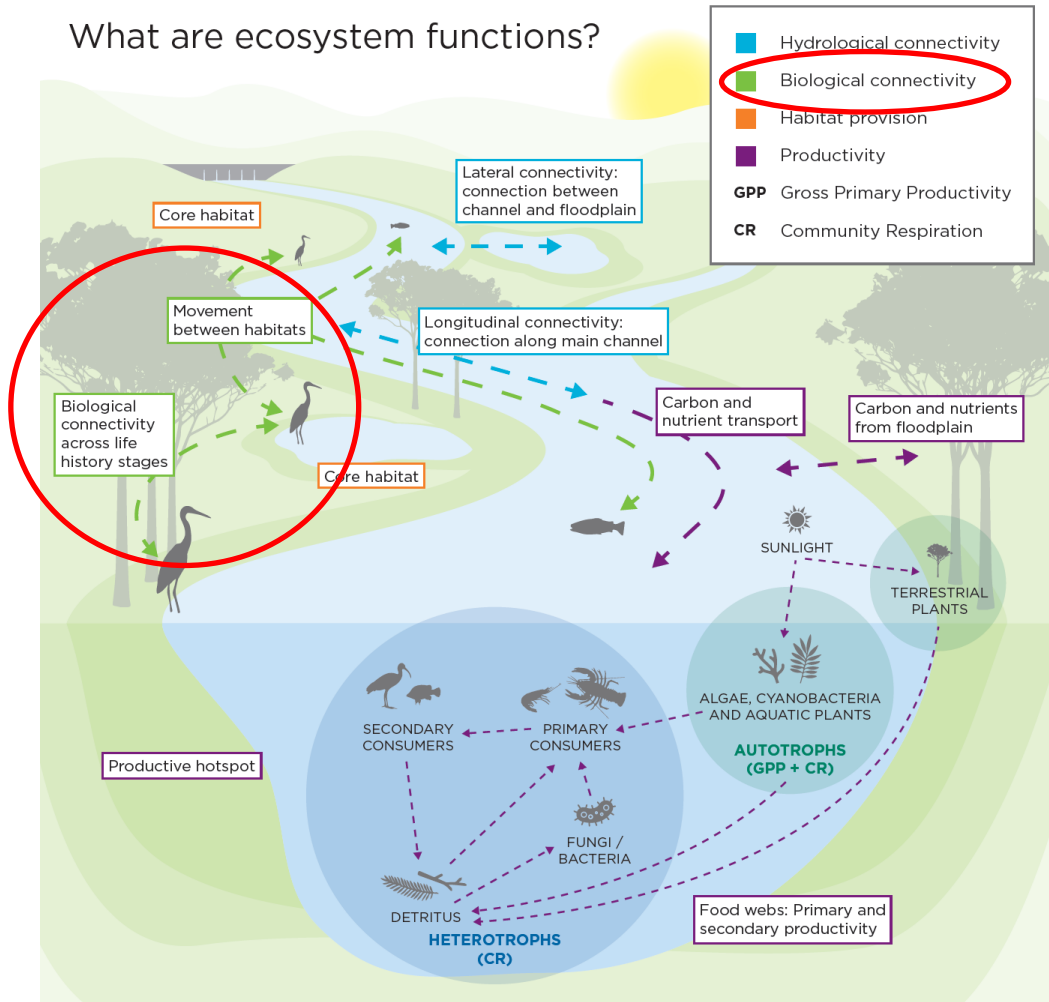 What are ecosystem functions?
Hydrological connectivity
Biological connectivity
Habitat provision
Productivity
GPP Gross Primary Productivity
CR Community Respiration
Lateral connectivity:
connection between
channel and floodplain
Core habitat
Movement
between habitats
Longitudinal connectivity:
connection along main channel
Biological
connectivity
across life
history stages
Core habitat
Carbon and
nutrient transport
Carbon and nutrients
from floodplain
SUNLIGHT
TERRESTRIAL
PLANTS
ALGAE, CYANOBACTERIA
AND AQUATIC PLANTS
AUTOTROPHS
(GPP + CR)
SECONDARY
CONSUMERS
PRIMARY
CONSUMERS
Productive hotspot
FUNGI /
BACTERIA
DETRITUS
HETEROTROPHS
(CR)
Food webs: Primary and
secondary productivity